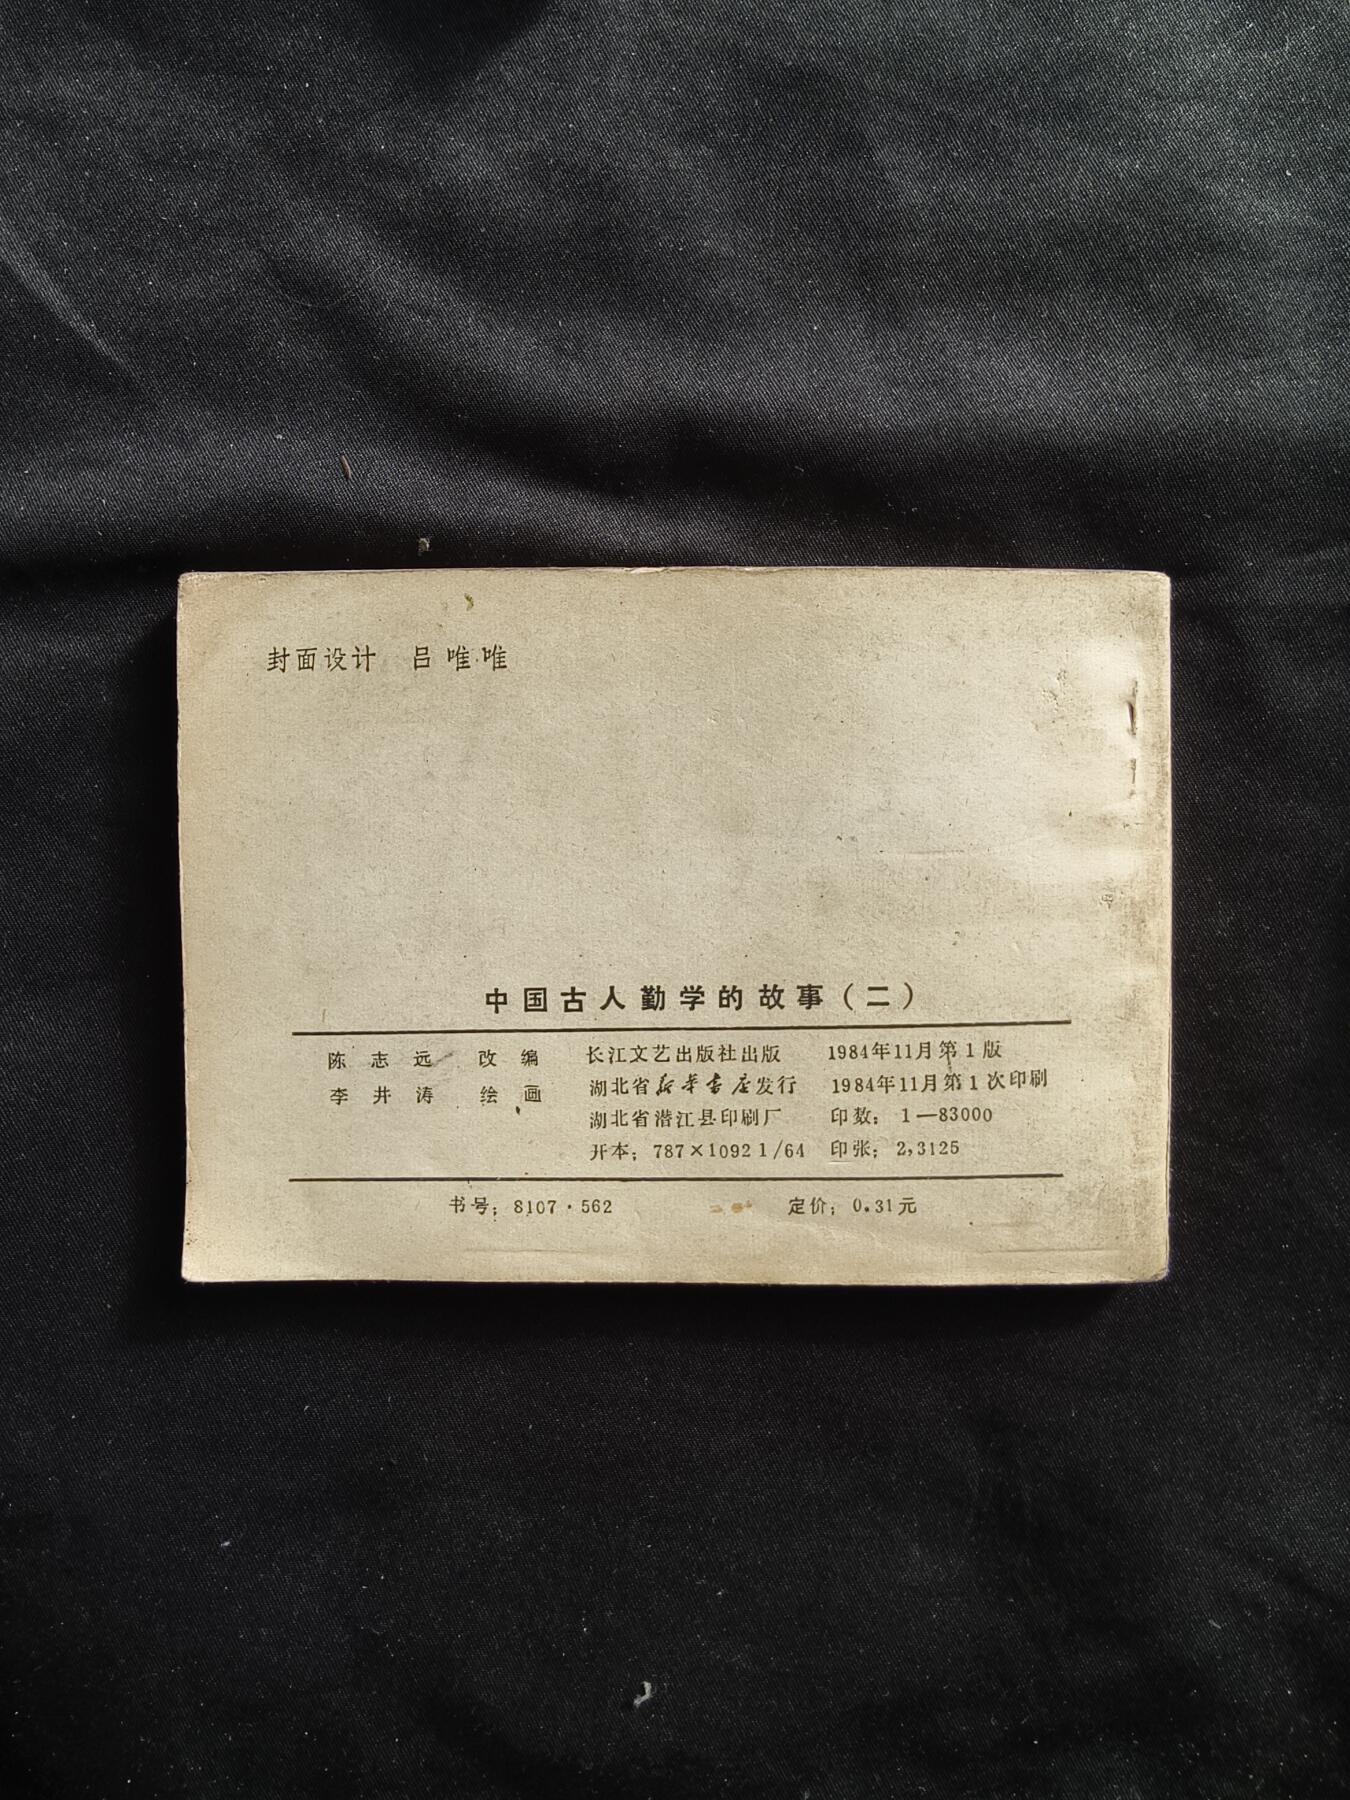 封面设计 吕唯唯
中国古人勤学的故事（二）
陈志远 改编 长江文艺出版社出版 1984年11月第1版
李井涛 绘画 湖北省新华书店发行 1984年11月第1次印刷
湖北省潜江县印刷厂 印数：1—83000
开本：787×1092 1/64 印张：2,3125
书号：8107·562 定价：0.31元